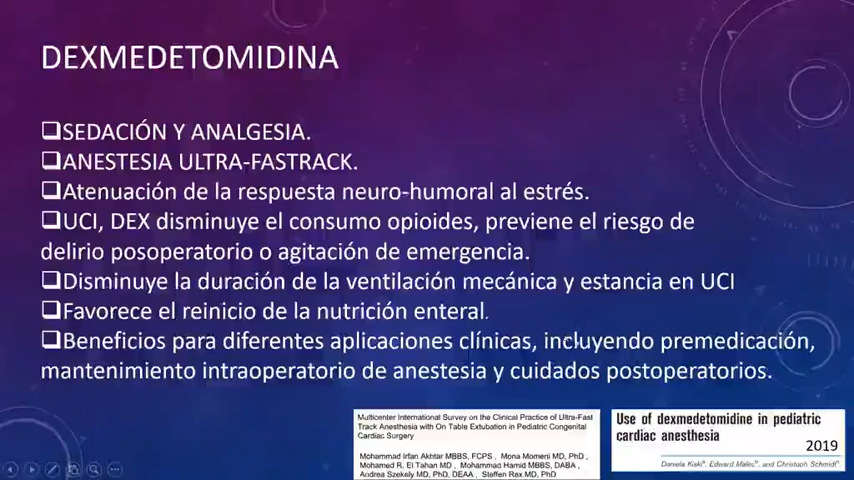 DEXMEDETOMIDINA
❑SEDACIÓN Y ANALGESIA.
❑ANESTESIA ULTRA-FASTRACK.
❑Atenuación de la respuesta neuro-humoral al estrés.
❑UCI, DEX disminuye el consumo opioides, previene el riesgo de
delirio posoperatorio o agitación de emergencia.
❑Disminuye la duración de la ventilación mecánica y estancia en UCI
❑Favorece el reinicio de la nutrición enteral.
❑Beneficios para diferentes aplicaciones clínicas, incluyendo premedicación,
mantenimiento intraoperatorio de anestesia y cuidados postoperatorios.
Multicenter International Survey on the Clinical Practice of Ultra-Fast
Track Anesthesia with On Table Extubation in Pediatric Congenital
Cardiac Surgery
Mohammad Irfan Akhtar MBBS, FCPS , Mona Momeni MD, PhD ,
Mohamed R. El Tahan MD , Mohammad Hamid MBBS, DABA ,
Andrea Szekely MD, PhD, DEAA , Steffen Rex MD, PhD
Use of dexmedetomidine in pediatric
cardiac anesthesia
2019
Daniela Kiski, Edward Malec, and Christoph Schmidt